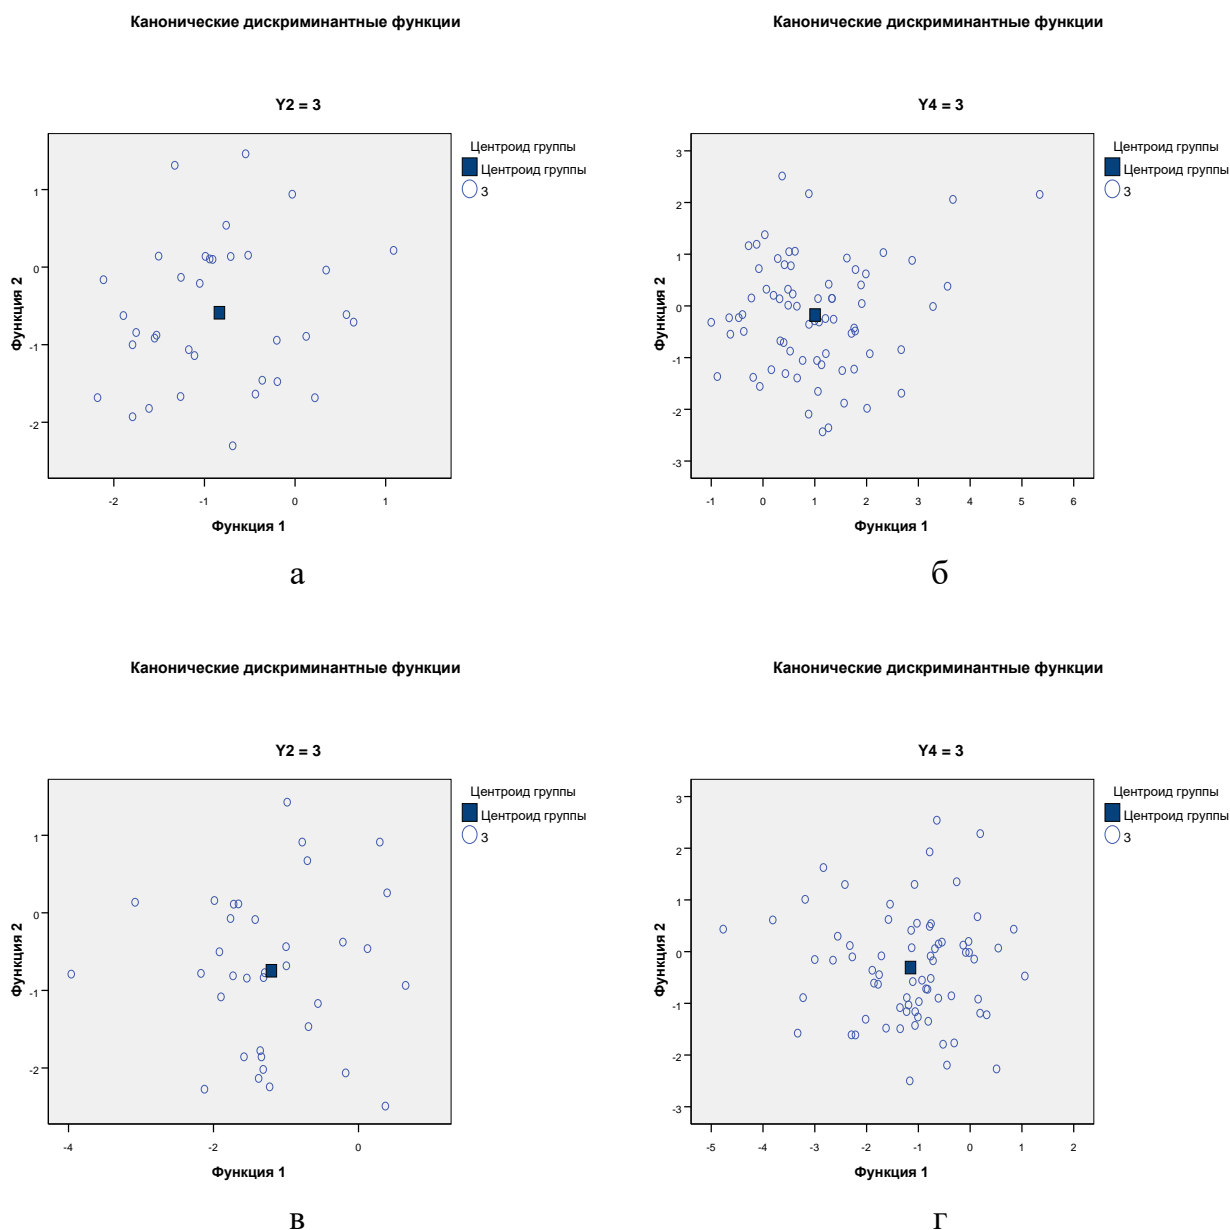 Канонические дискриминантные функции
Y2 = 3
Центроид группы
Центроид группы
3
Функция 2
1
0
-1
-2
-2 -1 0 1
Функция 1
а
Канонические дискриминантные функции
Y4 = 3
Центроид группы
Центроид группы
3
Функция 2
3
2
1
0
-1
-2
-3
-1 0 1 2 3 4 5 6
Функция 1
б
Канонические дискриминантные функции
Y2 = 3
Центроид группы
Центроид группы
3
Функция 2
1
0
-1
-2
-4 -2 0
Функция 1
в
Канонические дискриминантные функции
Y4 = 3
Центроид группы
Центроид группы
3
Функция 2
3
2
1
0
-1
-2
-3
-5 -4 -3 -2 -1 0 1 2
Функция 1
г